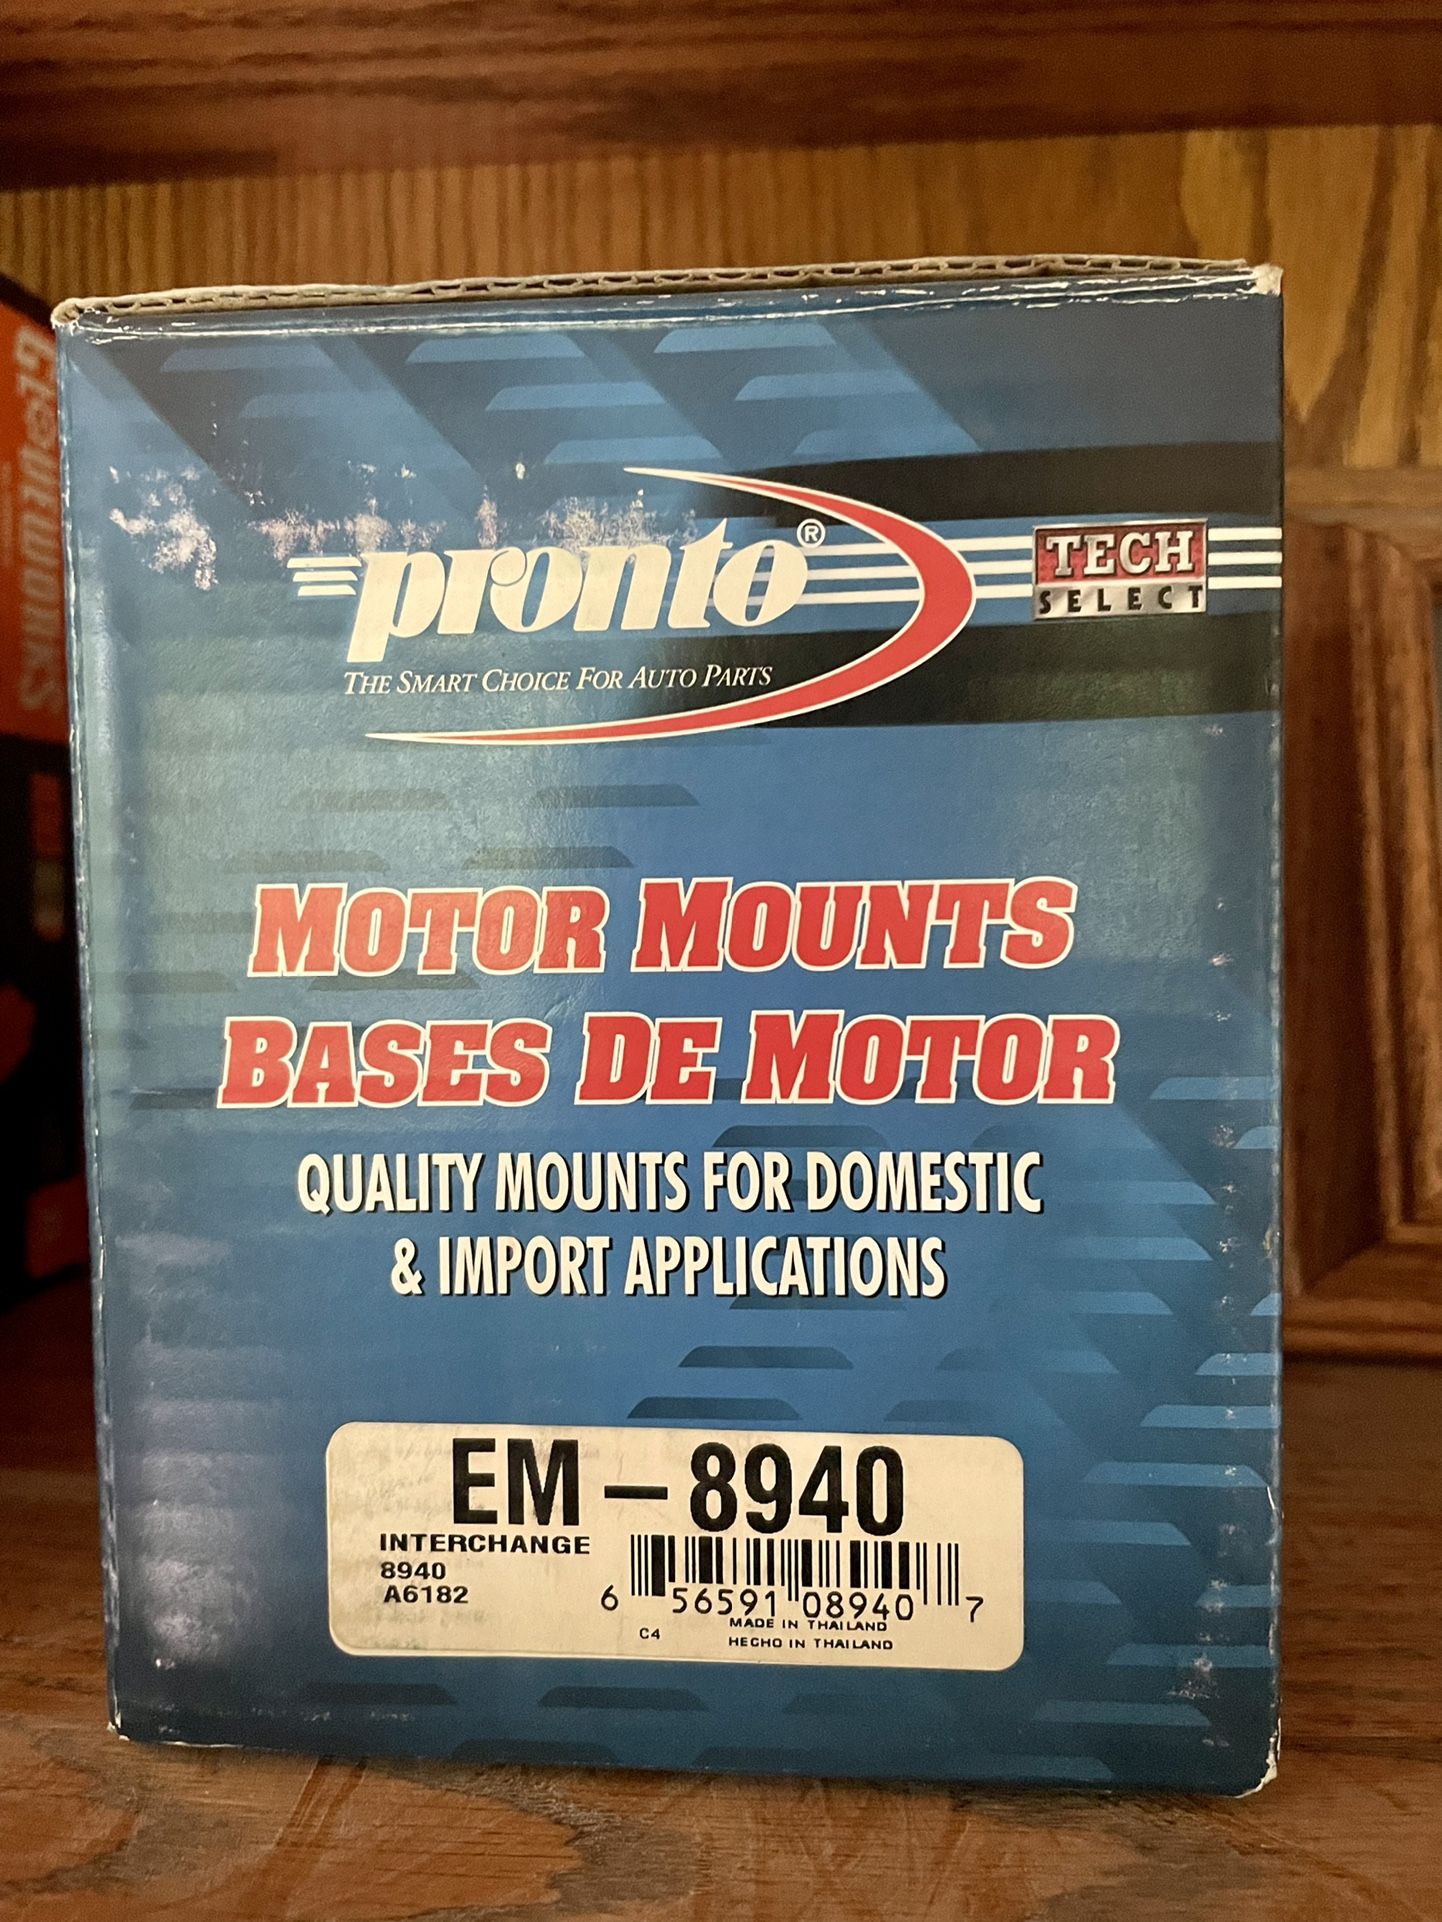 GEARWORKS
pronto®
TECH
SELECT
THE SMART CHOICE FOR AUTO PARTS
MOTOR MOUNTS
BASES DE MOTOR
QUALITY MOUNTS FOR DOMESTIC
& IMPORT APPLICATIONS
EM-8940
INTERCHANGE
8940
A6182
6 56591 08940 7
MADE IN THAILAND
C4
HECHO IN THAILAND